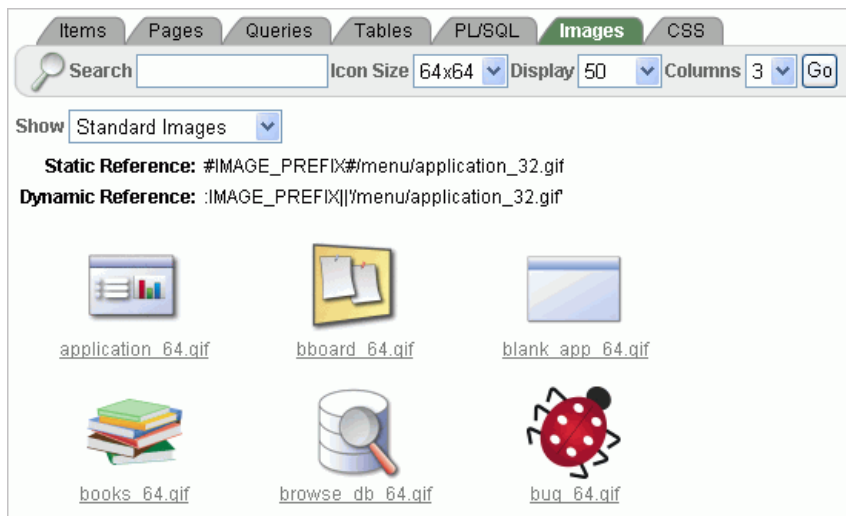 Items Pages Queries Tables PL/SQL Images CSS
Search Icon Size 64x64 Display 50 Columns 3 Go
Show Standard Images
Static Reference: #IMAGE_PREFIX#/menu/application_32.gif
Dynamic Reference: :IMAGE_PREFIX||'/menu/application_32.gif'
application_64.gif bboard_64.gif blank_app_64.gif
books_64.gif browse_db_64.gif bug_64.gif